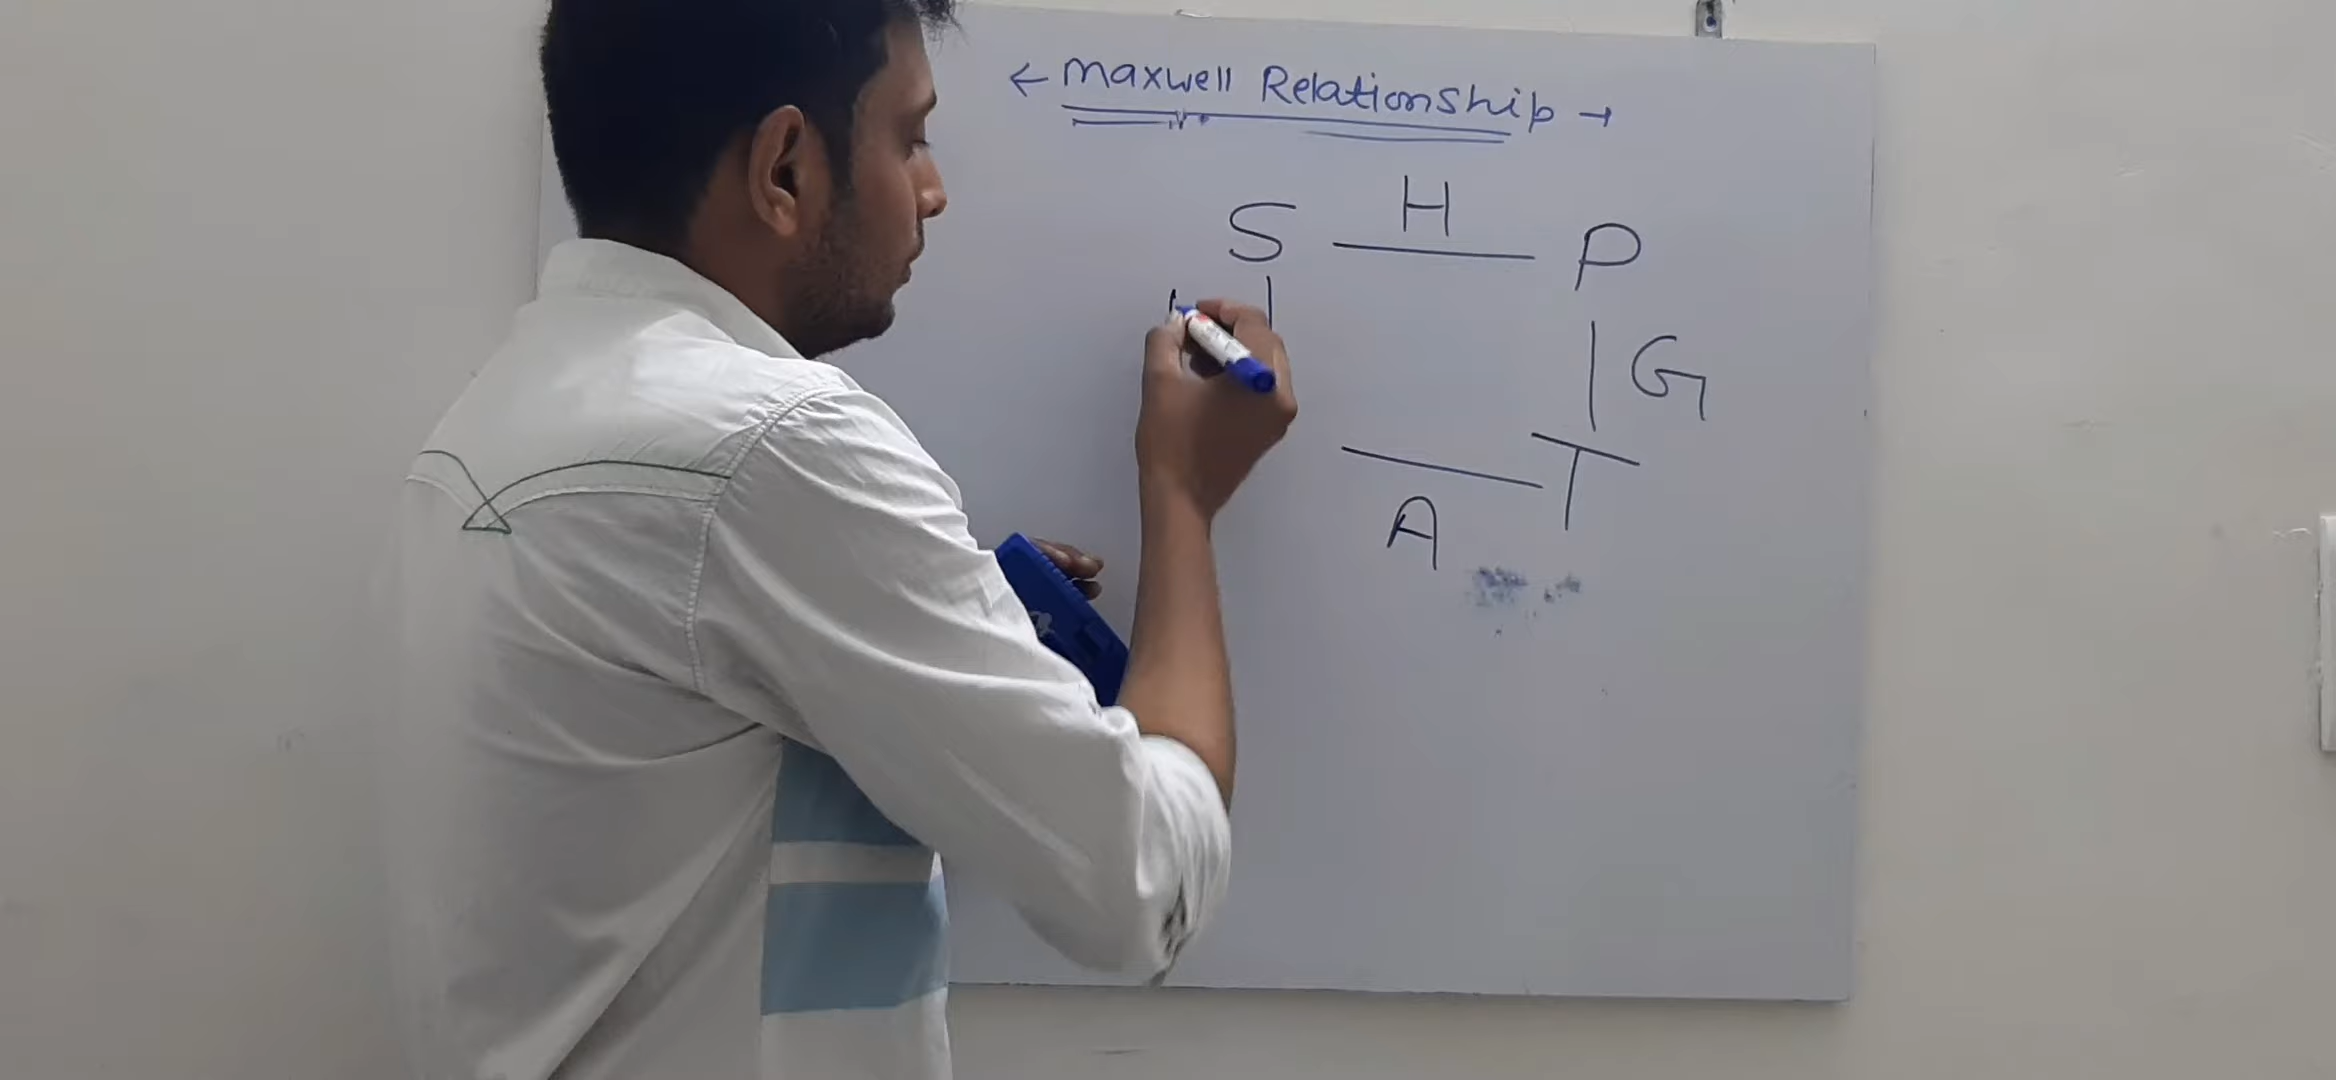 ← Maxwell Relationship →
S H P
G
T
A